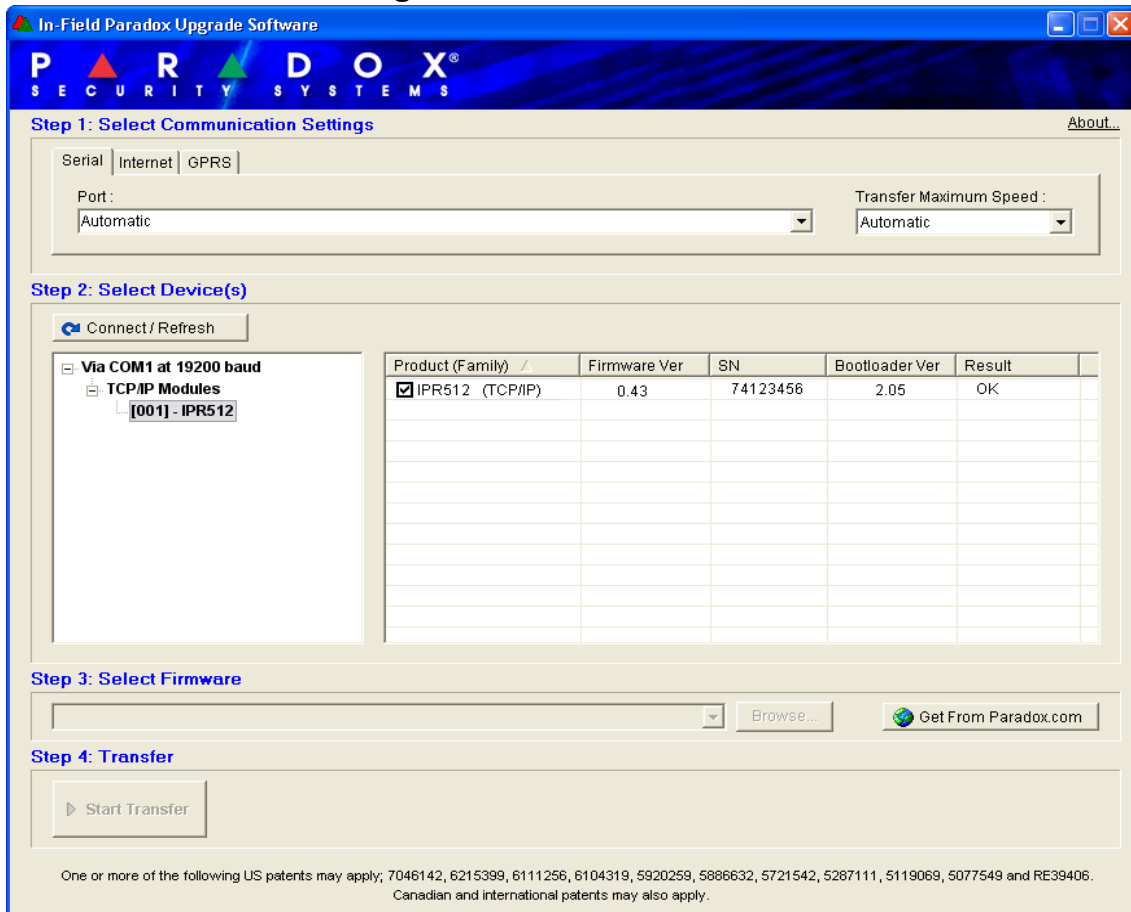 In-Field Paradox Upgrade Software
P A R A D O X®
SECURITY SYSTEMS
Step 1: Select Communication Settings
About...
Serial Internet GPRS
Port : Transfer Maximum Speed :
Automatic Automatic
Step 2: Select Device(s)
Connect / Refresh
Via COM1 at 19200 baud
TCP/IP Modules
[001] - IPR512
Product (Family) Firmware Ver SN Bootloader Ver Result
IPR512 (TCP/IP) 0.43 74123456 2.05 OK
Step 3: Select Firmware
Browse... Get From Paradox.com
Step 4: Transfer
Start Transfer
One or more of the following US patents may apply; 7046142, 6215399, 6111256, 6104319, 5920259, 5886632, 5721542, 5287111, 5119069, 5077549 and RE39406.
Canadian and international patents may also apply.